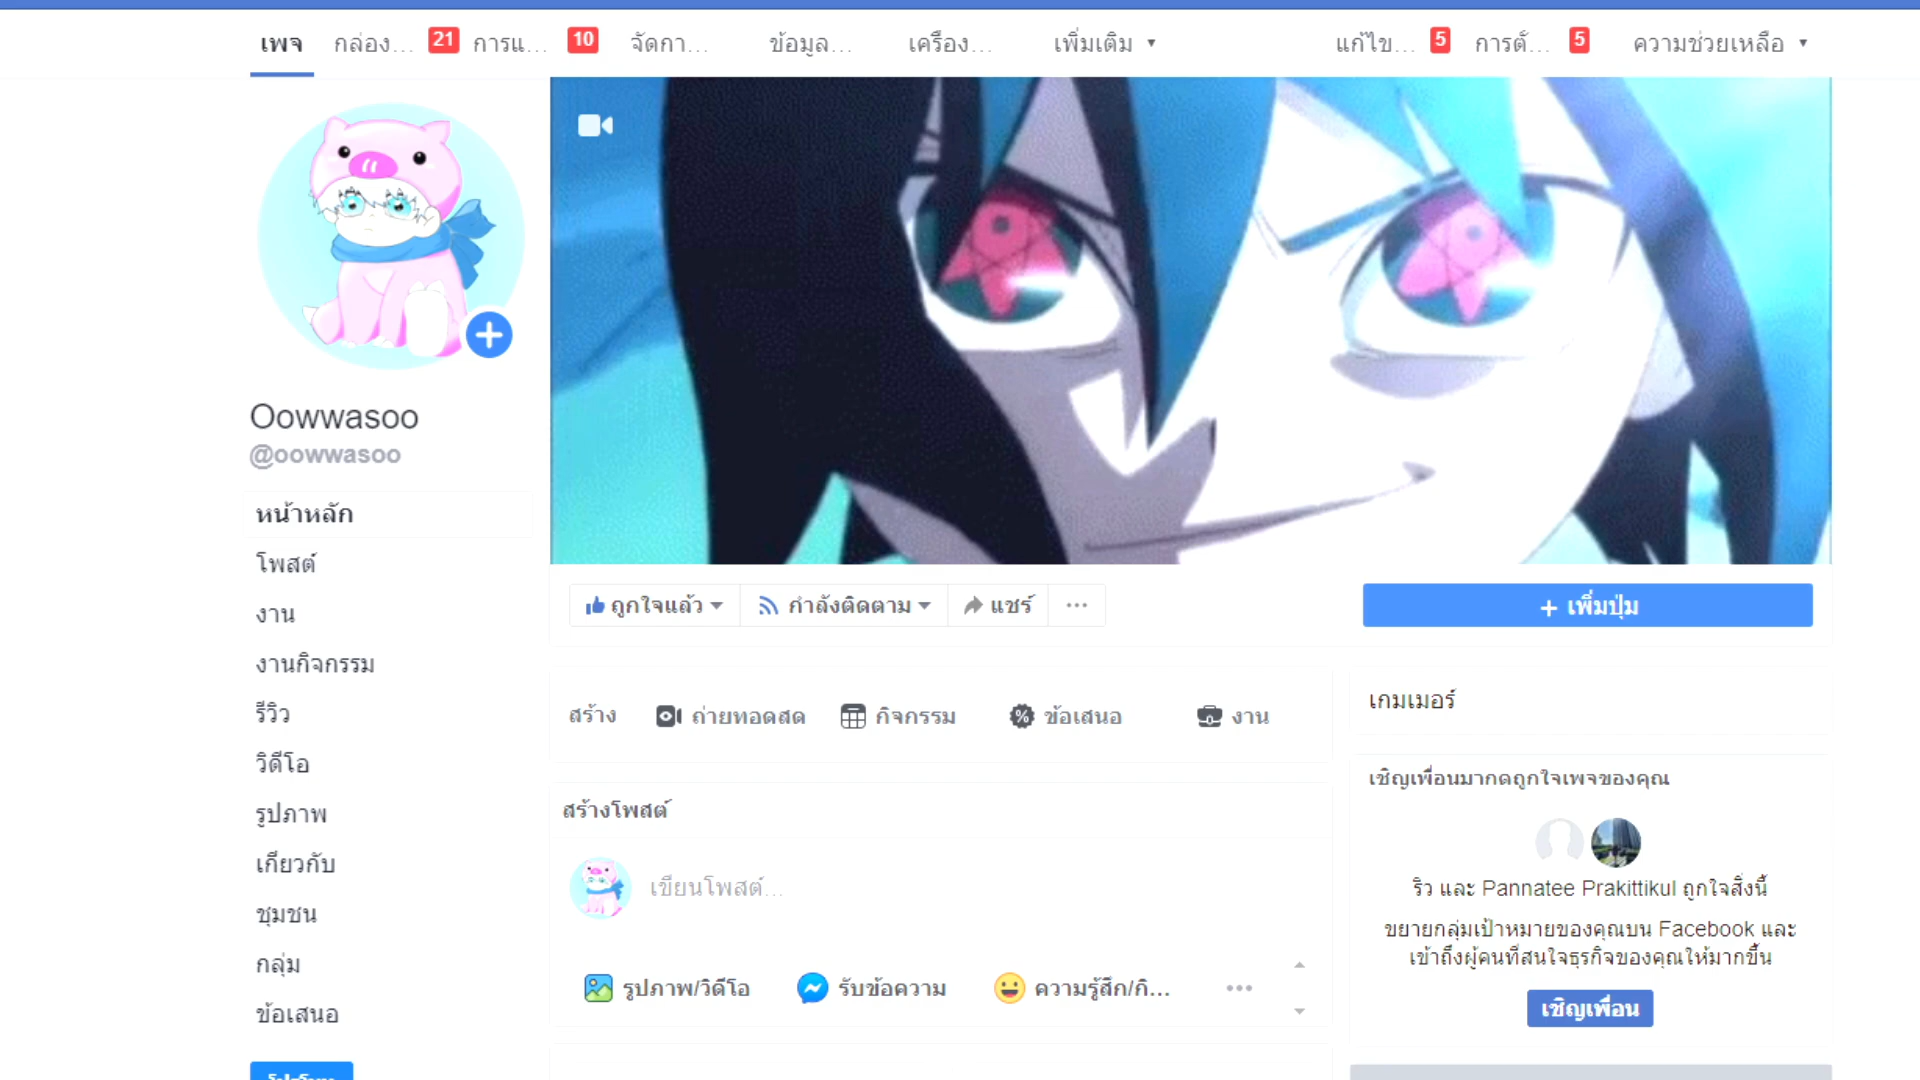 เพจ กล่อง... 21 การแ... 10 จัดกา... ข้อมูล... เครื่อง... เพิ่มเติม แก้ไข... 5 การตั้... 5 ความช่วยเหลือ
Oowwasoo
@oowwasoo
หน้าหลัก
โพสต์
งาน
งานกิจกรรม
รีวิว
วิดีโอ
รูปภาพ
เกี่ยวกับ
ชุมชน
กลุ่ม
ข้อเสนอ
ถูกใจแล้ว กำลังติดตาม แชร์ ...
+ เพิ่มปุ่ม
สร้าง ถ่ายทอดสด กิจกรรม ข้อเสนอ งาน
สร้างโพสต์
เขียนโพสต์...
รูปภาพ/วิดีโอ รับข้อความ ความรู้สึก/กิ... ...
เกมเมอร์
เชิญเพื่อนมากดถูกใจเพจของคุณ
ริว และ Pannatee Prakittikul ถูกใจสิ่งนี้
ขยายกลุ่มเป้าหมายของคุณบน Facebook และ
เข้าถึงผู้คนที่สนใจธุรกิจของคุณให้มากขึ้น
เชิญเพื่อน